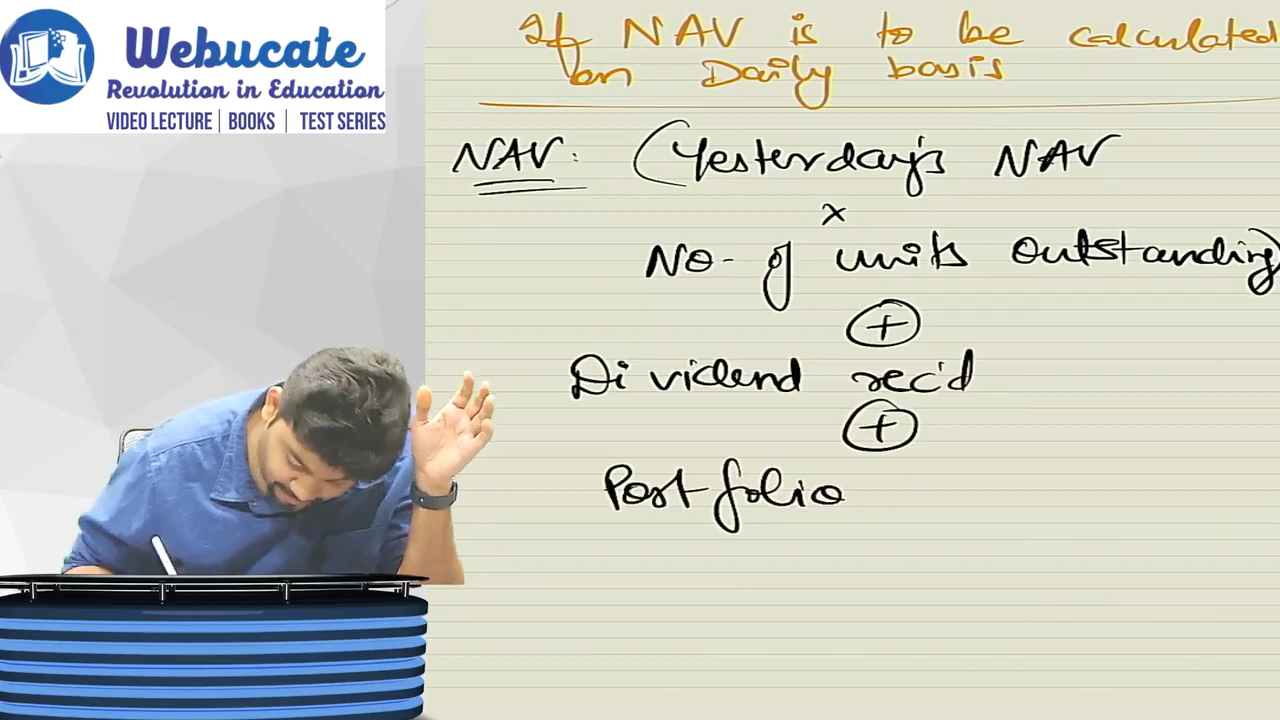 Webucate
Revolution in Education
VIDEO LECTURE | BOOKS | TEST SERIES
If NAV is to be calculated
on Daily basis
NAV: (Yesterday's NAV
×
No. of units outstanding)
+
Dividend rec'd
+
Portfolio